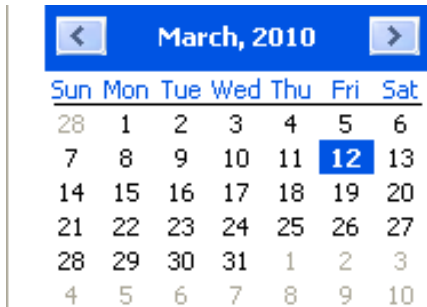 March, 2010
Sun Mon Tue Wed Thu Fri Sat
28 1 2 3 4 5 6
7 8 9 10 11 12 13
14 15 16 17 18 19 20
21 22 23 24 25 26 27
28 29 30 31 1 2 3
4 5 6 7 8 9 10